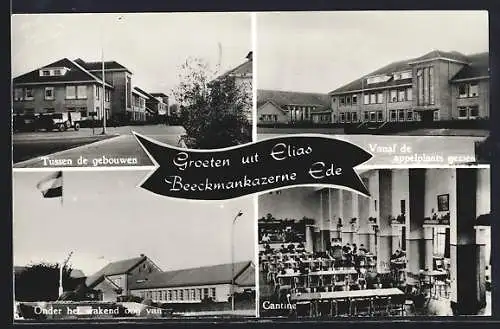 Tussen de gebouwen
Vanaf de
appelplaats gezien
Groeten uit Elias
Beeckmankazerne Ede
Onder het wakend oog van
Cantine